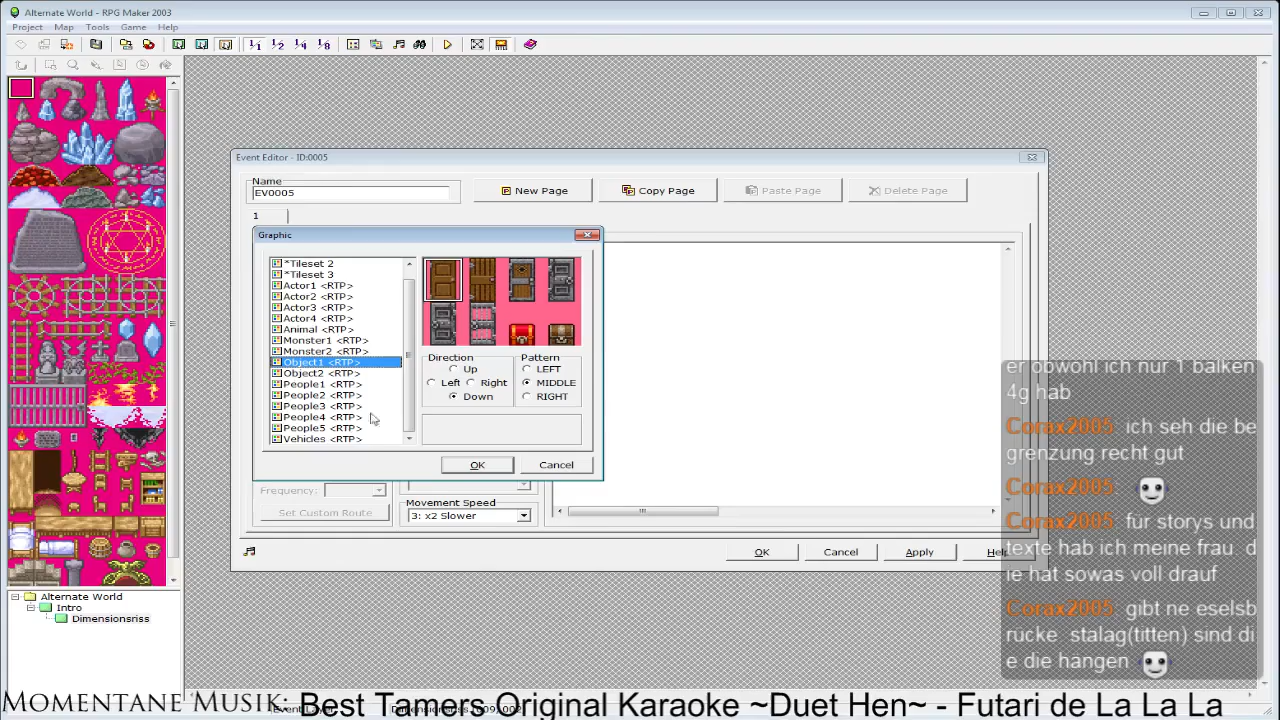 Alternate World - RPG Maker 2003
Project Map Tools Game Help
Event Editor - ID:0005
Name
EV0005
New Page
Copy Page
Paste Page
Delete Page
1
Graphic
*Tileset 2
*Tileset 3
Actor1 <RTP>
Actor2 <RTP>
Actor3 <RTP>
Actor4 <RTP>
Animal <RTP>
Monster1 <RTP>
Monster2 <RTP>
Object1 <RTP>
Object2 <RTP>
People1 <RTP>
People2 <RTP>
People3 <RTP>
People4 <RTP>
People5 <RTP>
Vehicles <RTP>
Direction
Up
Left
Right
Down
Pattern
LEFT
MIDDLE
RIGHT
OK
Cancel
Frequency:
Set Custom Route
Movement Speed
3: x2 Slower
OK
Cancel
Apply
Help
Alternate World
Intro
Dimensionsriss
er obwohl ich nur 1 balken
4g hab
Corax2005: ich seh die be
grenzung recht gut
Corax2005:
Corax2005: für storys und
texte hab ich meine frau d
ie hat sowas voll drauf
Corax2005: gibt ne eselsb
rücke stalag(titten) sind di
e die hängen
Momentane Musik: Best Tamers Original Karaoke ~Duet Hen~ - Futari de La La La